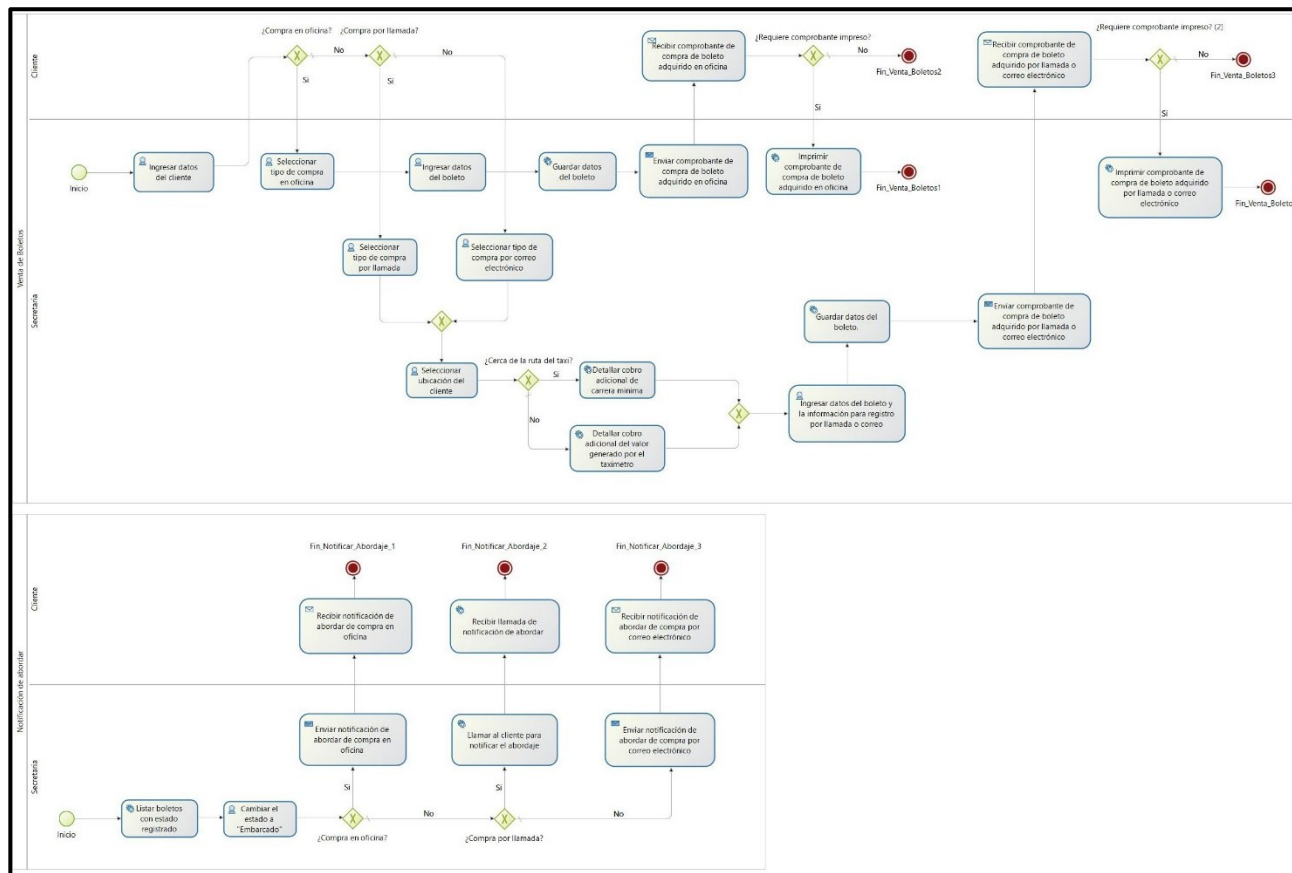 ¿Compra en oficina?
¿Compra por llamada?
¿Requiere comprobante impreso?
¿Requiere comprobante impreso? (2)
Venta de Boletos
Cliente
Secretaria
No
No
Recibir comprobante de
compra de boleto
adquirido en oficina
No
Fin_Venta_Boletos2
Recibir comprobante de
compra de boleto
adquirido por llamada o
correo electrónico
No
Fin_Venta_Boletos3
Si
Si
Si
Si
Inicio
Ingresar datos
del cliente
Seleccionar
tipo de compra
en oficina
Ingresar datos
del boleto
Guardar datos
del boleto
Enviar comprobante de
compra de boleto
adquirido en oficina
Imprimir
comprobante de
compra de boleto
adquirido en oficina
Fin_Venta_Boletos1
Imprimir comprobante de
compra de boleto adquirido
por llamada o correo
electrónico
Fin_Venta_Boleto
Seleccionar
tipo de compra
por llamada
Seleccionar tipo de
compra por correo
electrónico
Guardar datos del
boleto.
Enviar comprobante de
compra de boleto
adquirido por llamada o
correo electrónico
Seleccionar
ubicación del
cliente
¿Cerca de la ruta del taxi?
Si
Detallar cobro
adicional de
carrera mínima
No
Detallar cobro
adicional del valor
generado por el
taxímetro
Ingresar datos del boleto y
la información para registro
por llamada o correo
Notificación de abordar
Cliente
Secretaria
Fin_Notificar_Abordaje_1
Fin_Notificar_Abordaje_2
Fin_Notificar_Abordaje_3
Recibir notificación de
abordar de compra en
oficina
Recibir llamada de
notificación de abordar
Recibir notificación de
abordar de compra por
correo electrónico
Enviar notificación de
abordar de compra en
oficina
Llamar al cliente para
notificar el abordaje
Enviar notificación de
abordar de compra por
correo electrónico
Si
Si
Inicio
Listar boletos
con estado
registrado
Cambiar el
estado a
"Embarcado"
No
No
¿Compra en oficina?
¿Compra por llamada?